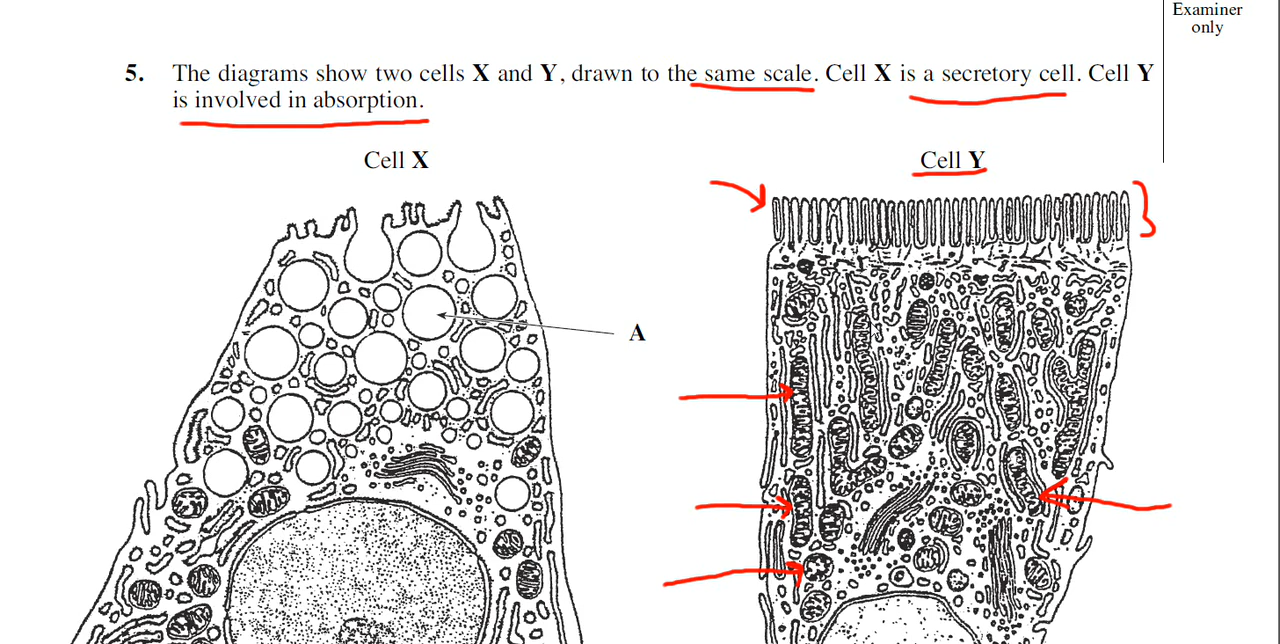 Examiner
only
5. The diagrams show two cells X and Y, drawn to the same scale. Cell X is a secretory cell. Cell Y
is involved in absorption.
Cell X
Cell Y
A